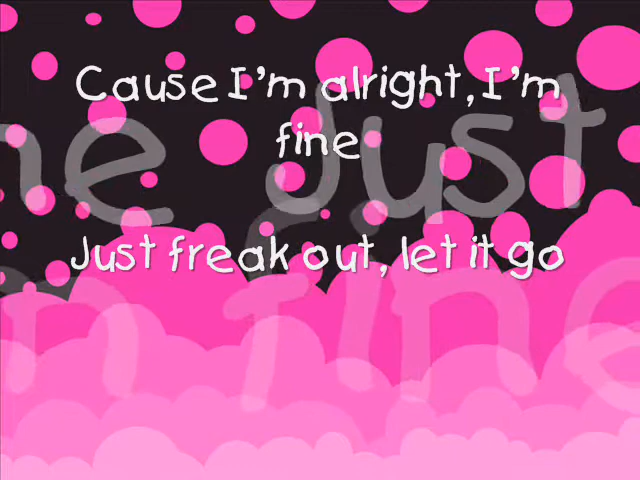 Cause I'm alright, I'm
fine
Just freak out, let it go